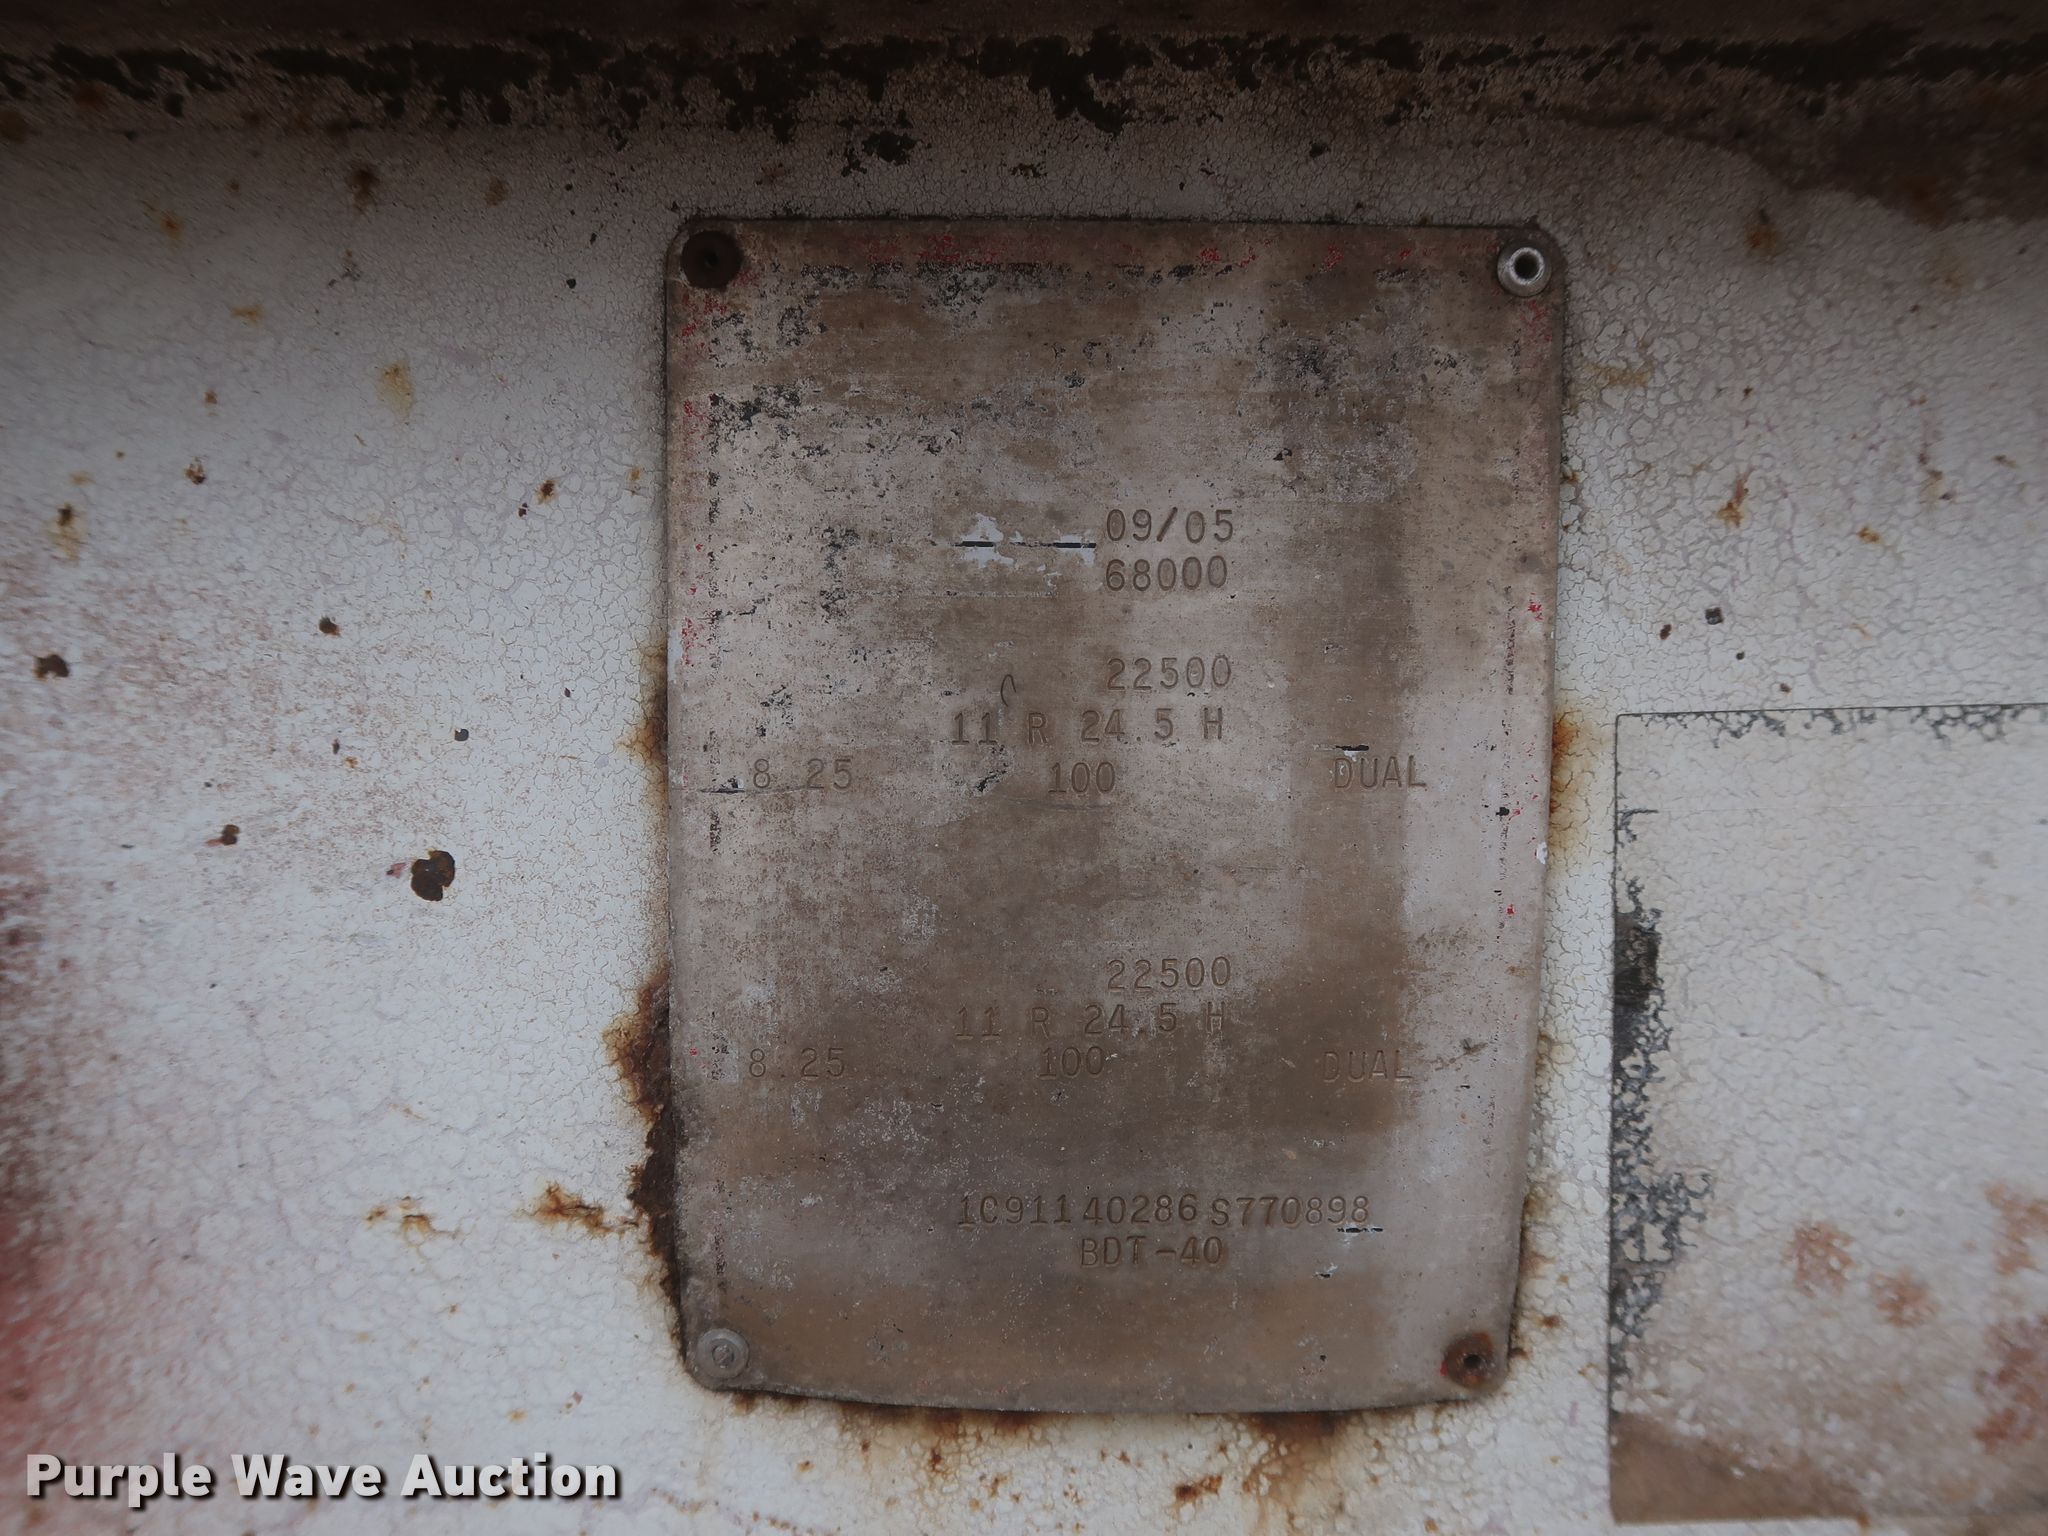 09/05
68000
22500
11 R 24.5 H
8.25 100 DUAL
22500
11 R 24.5 H
8.25 100 DUAL
1C91140286S770898
BDT-40
Purple Wave Auction